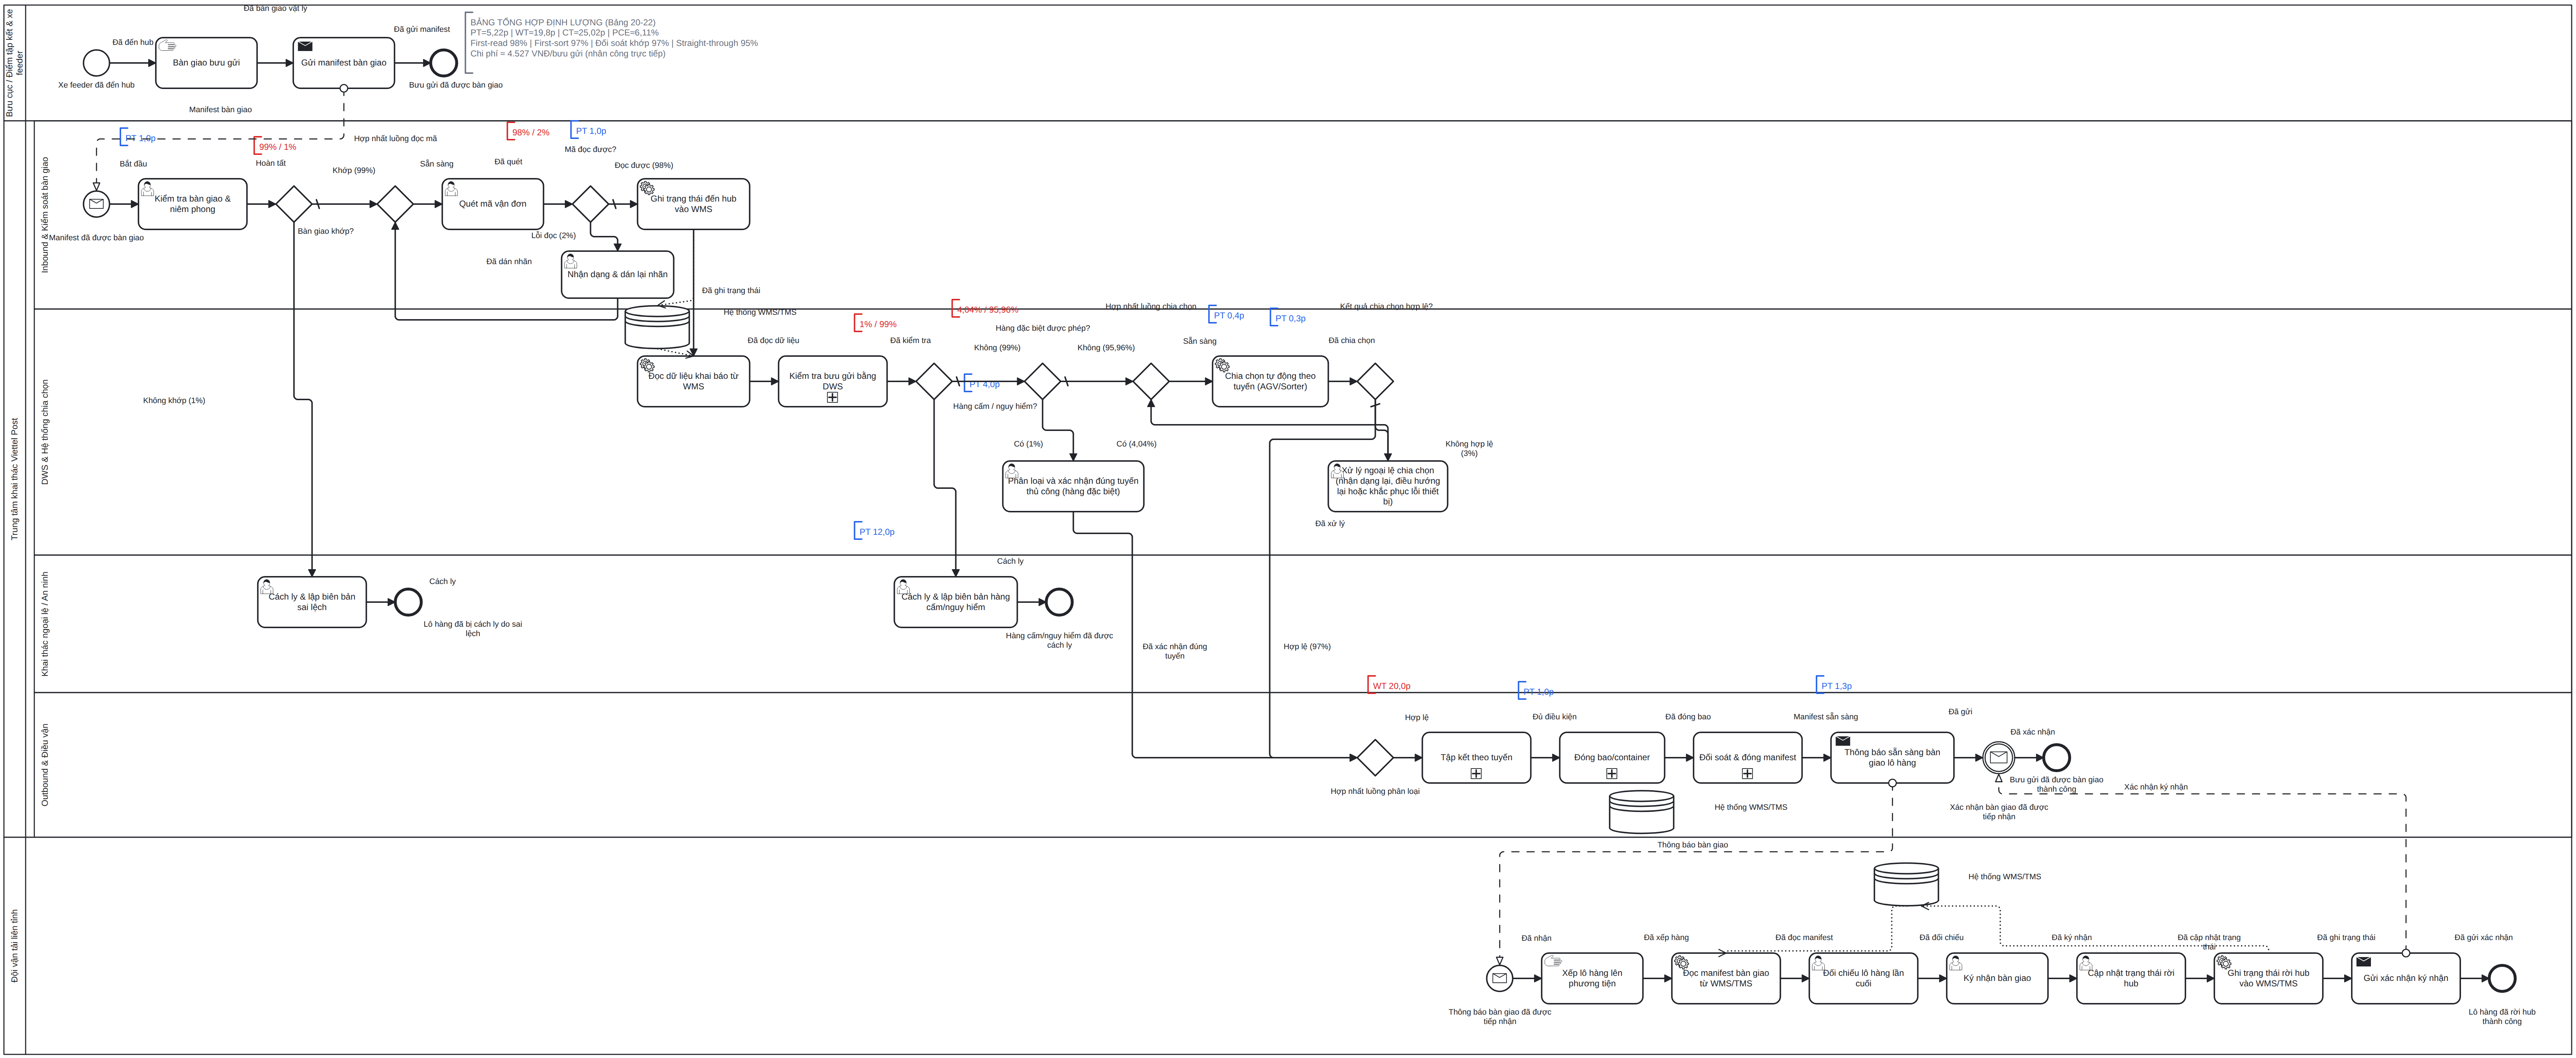 Bưu cục / Điểm tập kết & xe
feeder
Đã bàn giao vật lý
Đã đến hub
Bàn giao bưu gửi
Gửi manifest bàn giao
Đã gửi manifest
Xe feeder đã đến hub
Bưu gửi đã được bàn giao
Manifest bàn giao
BẢNG TỔNG HỢP ĐỊNH LƯỢNG (Bảng 20-22)
PT=5,22p | WT=19,8p | CT=25,02p | PCE=6,11%
First-read 98% | First-sort 97% | Đối soát khớp 97% | Straight-through 95%
Chi phí = 4.527 VNĐ/bưu gửi (nhân công trực tiếp)
Trung tâm khai thác Viettel Post
Inbound & Kiểm soát bàn giao
PT 1,0p
99% / 1%
Hợp nhất luồng đọc mã
98% / 2%
PT 1,0p
Mã đọc được?
Bắt đầu
Hoàn tất
Khớp (99%)
Sẵn sàng
Đã quét
Đọc được (98%)
Kiểm tra bàn giao &
niêm phong
Quét mã vận đơn
Ghi trạng thái đến hub
vào WMS
Manifest đã được bàn giao
Bàn giao khớp?
Lỗi đọc (2%)
Đã dán nhãn
Nhận dạng & dán lại nhãn
Đã ghi trạng thái
DWS & Hệ thống chia chọn
Hệ thống WMS/TMS
1% / 99%
4,04% / 95,96%
Hợp nhất luồng chia chọn
PT 0,4p
PT 0,3p
Kết quả chia chọn hợp lệ?
Hàng đặc biệt được phép?
Đã đọc dữ liệu
Đã kiểm tra
Không (99%)
Không (95,96%)
Sẵn sàng
Đã chia chọn
Đọc dữ liệu khai báo từ
WMS
Kiểm tra bưu gửi bằng
DWS
PT 4,0p
Chia chọn tự động theo
tuyến (AGV/Sorter)
Không khớp (1%)
Hàng cấm / nguy hiểm?
Có (1%)
Có (4,04%)
Không hợp lệ
(3%)
Phân loại và xác nhận đúng tuyến
thủ công (hàng đặc biệt)
Xử lý ngoại lệ chia chọn
(nhận dạng lại, điều hướng
lại hoặc khắc phục lỗi thiết
bị)
Đã xử lý
PT 12,0p
Khai thác ngoại lệ / An ninh
Cách ly & lập biên bản
sai lệch
Cách ly
Lô hàng đã bị cách ly do sai
lệch
Cách ly & lập biên bản hàng
cấm/nguy hiểm
Cách ly
Hàng cấm/nguy hiểm đã được
cách ly
Đã xác nhận đúng
tuyến
Hợp lệ (97%)
Outbound & Điều vận
WT 20,0p
PT 1,0p
PT 1,3p
Hợp lệ
Đủ điều kiện
Đã đóng bao
Manifest sẵn sàng
Đã gửi
Đã xác nhận
Tập kết theo tuyến
Đóng bao/container
Đối soát & đóng manifest
Thông báo sẵn sàng bàn
giao lô hàng
Hợp nhất luồng phân loại
Hệ thống WMS/TMS
Bưu gửi đã được bàn giao
thành công
Xác nhận ký nhận
Xác nhận bàn giao đã được
tiếp nhận
Đội vận tải liên tỉnh
Thông báo bàn giao
Hệ thống WMS/TMS
Đã nhận
Đã xếp hàng
Đã đọc manifest
Đã đối chiếu
Đã ký nhận
Đã cập nhật trạng
thái
Đã ghi trạng thái
Đã gửi xác nhận
Xếp lô hàng lên
phương tiện
Đọc manifest bàn giao
từ WMS/TMS
Đối chiếu lô hàng lần
cuối
Ký nhận bàn giao
Cập nhật trạng thái rời
hub
Ghi trạng thái rời hub
vào WMS/TMS
Gửi xác nhận ký nhận
Thông báo bàn giao đã được
tiếp nhận
Lô hàng đã rời hub
thành công